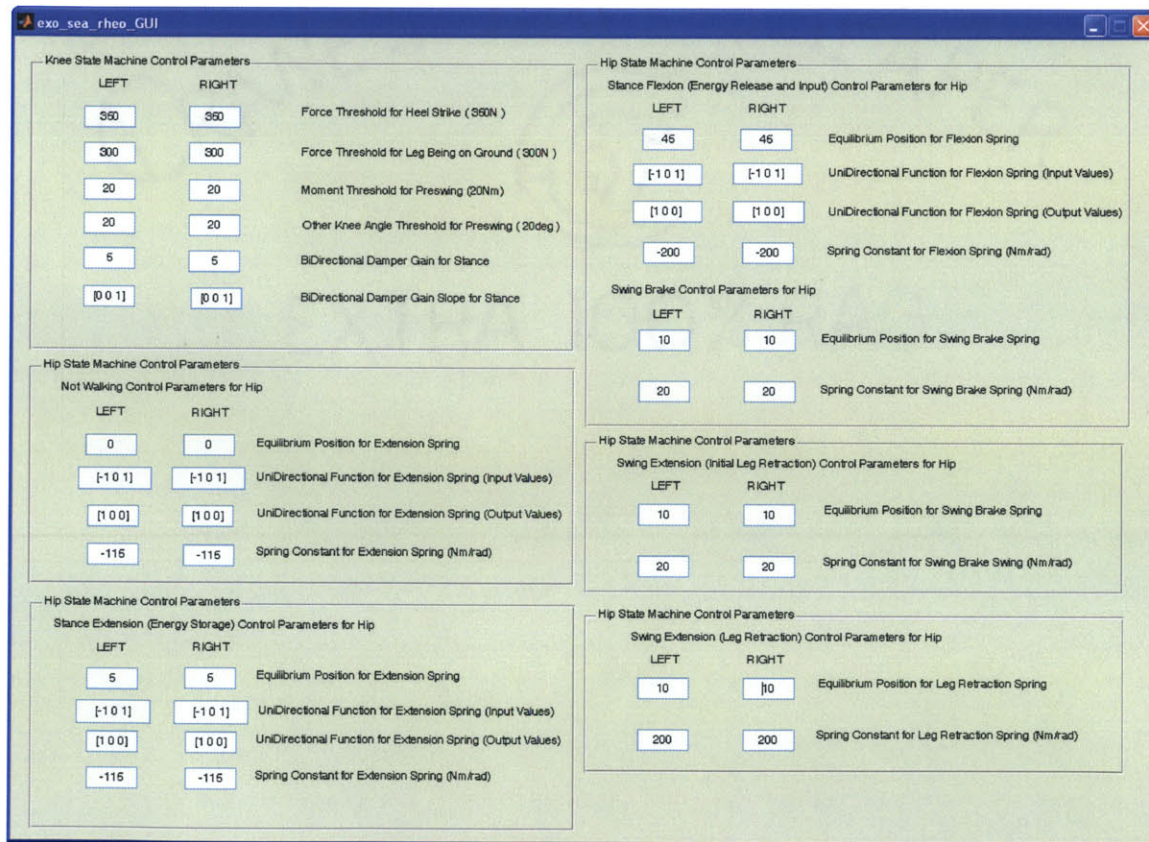 exo_sea_rheo_GUI
Knee State Machine Control Parameters
LEFT RIGHT
350 350 Force Threshold for Heel Strike ( 350N )
300 300 Force Threshold for Leg Being on Ground ( 300N )
20 20 Moment Threshold for Preswing (20Nm)
20 20 Other Knee Angle Threshold for Preswing ( 20deg )
5 5 BiDirectional Damper Gain for Stance
[0 0 1] [0 0 1] BiDirectional Damper Gain Slope for Stance
Hip State Machine Control Parameters
Not Walking Control Parameters for Hip
LEFT RIGHT
0 0 Equilibrium Position for Extension Spring
[-1 0 1] [-1 0 1] UniDirectional Function for Extension Spring (Input Values)
[1 0 0] [1 0 0] UniDirectional Function for Extension Spring (Output Values)
-115 -115 Spring Constant for Extension Spring (Nm/rad)
Hip State Machine Control Parameters
Stance Extension (Energy Storage) Control Parameters for Hip
LEFT RIGHT
5 5 Equilibrium Position for Extension Spring
[-1 0 1] [-1 0 1] UniDirectional Function for Extension Spring (Input Values)
[1 0 0] [1 0 0] UniDirectional Function for Extension Spring (Output Values)
-115 -115 Spring Constant for Extension Spring (Nm/rad)
Hip State Machine Control Parameters
Stance Flexion (Energy Release and Input) Control Parameters for Hip
LEFT RIGHT
45 45 Equilibrium Position for Flexion Spring
[-1 0 1] [-1 0 1] UniDirectional Function for Flexion Spring (Input Values)
[1 0 0] [1 0 0] UniDirectional Function for Flexion Spring (Output Values)
-200 -200 Spring Constant for Flexion Spring (Nm/rad)
Swing Brake Control Parameters for Hip
LEFT RIGHT
10 10 Equilibrium Position for Swing Brake Spring
20 20 Spring Constant for Swing Brake Spring (Nm/rad)
Hip State Machine Control Parameters
Swing Extension (Initial Leg Retraction) Control Parameters for Hip
LEFT RIGHT
10 10 Equilibrium Position for Swing Brake Spring
20 20 Spring Constant for Swing Brake Swing (Nm/rad)
Hip State Machine Control Parameters
Swing Extension (Leg Retraction) Control Parameters for Hip
LEFT RIGHT
10 10 Equilibrium Position for Leg Retraction Spring
200 200 Spring Constant for Leg Retraction Spring (Nm/rad)